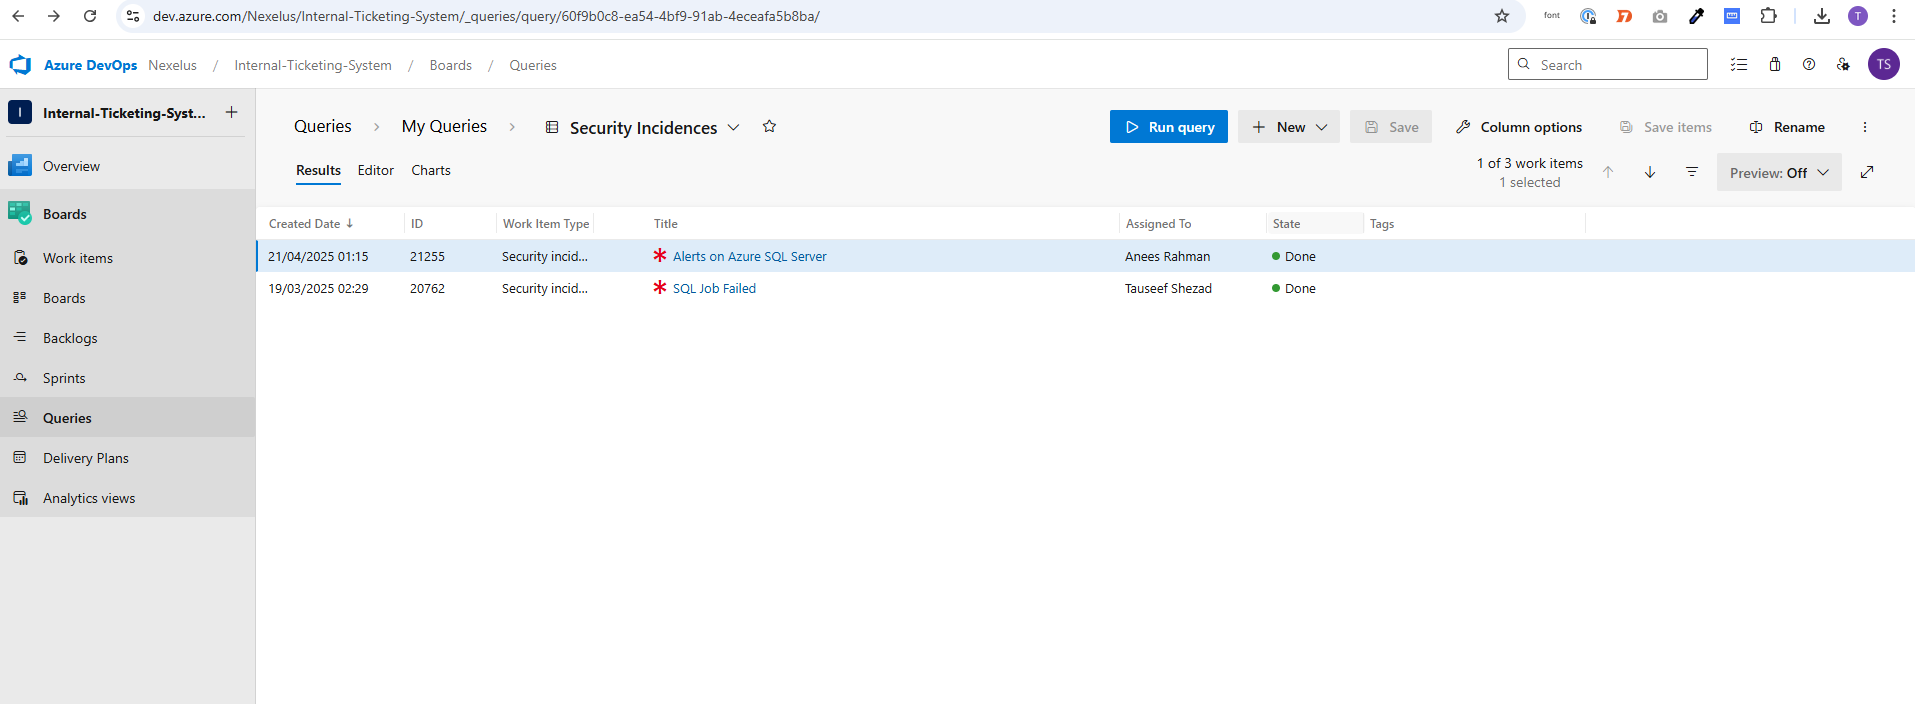 dev.azure.com/Nexelus/Internal-Ticketing-System/_queries/query/60f9b0c8-ea54-4bf9-91ab-4eceafa5b8ba/
font
T
Azure DevOps Nexelus / Internal-Ticketing-System / Boards / Queries
Search
TS
I Internal-Ticketing-Syst...
Overview
Boards
Work items
Boards
Backlogs
Sprints
Queries
Delivery Plans
Analytics views
Queries > My Queries > Security Incidences
Run query
New
Save
Column options
Save items
Rename
Results Editor Charts
1 of 3 work items
1 selected
Preview: Off
Created Date ID Work Item Type Title Assigned To State Tags
21/04/2025 01:15 21255 Security incid... Alerts on Azure SQL Server Anees Rahman Done
19/03/2025 02:29 20762 Security incid... SQL Job Failed Tauseef Shezad Done